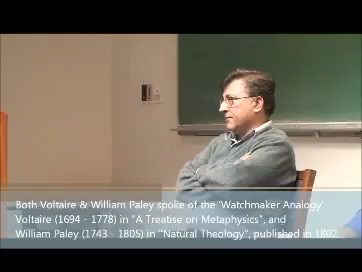 Both Voltaire & William Paley spoke of the 'Watchmaker Analogy'
Voltaire (1694 - 1778) in "A Treatise on Metaphysics", and
William Paley (1743 - 1805) in "Natural Theology", published in 1802.